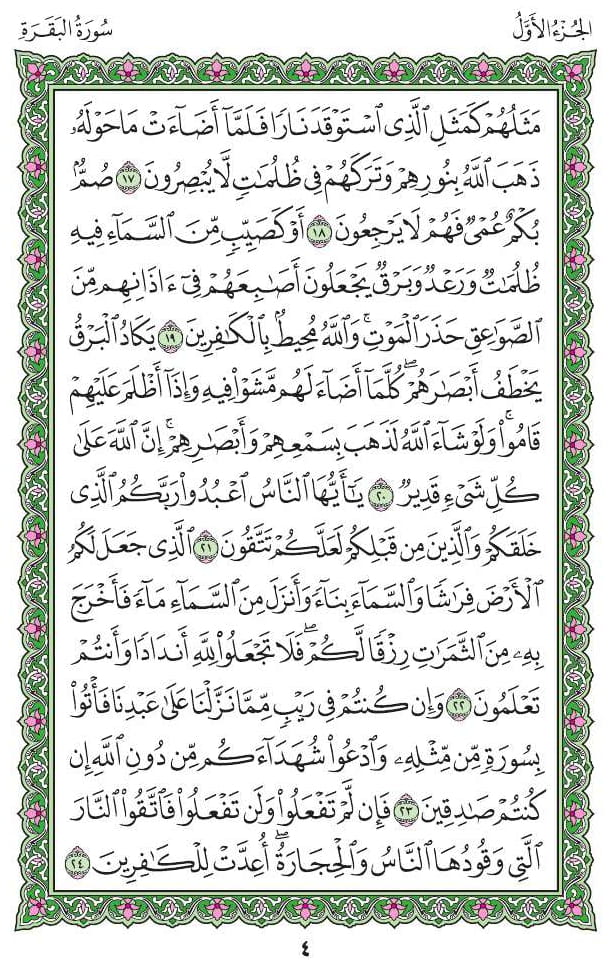 الجُزْءُ الأَوَّلُ
سُورَةُ البَقَرَةِ
مَثَلُهُمْ كَمَثَلِ ٱلَّذِى ٱسْتَوْقَدَ نَارًا فَلَمَّآ أَضَآءَتْ مَا حَوْلَهُۥ
ذَهَبَ ٱللَّهُ بِنُورِهِمْ وَتَرَكَهُمْ فِى ظُلُمَٰتٍ لَّا يُبْصِرُونَ ١٧ صُمٌّۢ
بُكْمٌ عُمْىٌ فَهُمْ لَا يَرْجِعُونَ ١٨ أَوْ كَصَيِّبٍ مِّنَ ٱلسَّمَآءِ فِيهِ
ظُلُمَٰتٌ وَرَعْدٌ وَبَرْقٌ يَجْعَلُونَ أَصَٰبِعَهُمْ فِىٓ ءَاذَانِهِم مِّنَ
ٱلصَّوَٰعِقِ حَذَرَ ٱلْمَوْتِ ۚ وَٱللَّهُ مُحِيطٌۢ بِٱلْكَٰفِرِينَ ١٩ يَكَادُ ٱلْبَرْقُ
يَخْطَفُ أَبْصَٰرَهُمْ ۖ كُلَّمَآ أَضَآءَ لَهُم مَّشَوْا۟ فِيهِ وَإِذَآ أَظْلَمَ عَلَيْهِمْ
قَامُوا۟ ۚ وَلَوْ شَآءَ ٱللَّهُ لَذَهَبَ بِسَمْعِهِمْ وَأَبْصَٰرِهِمْ ۚ إِنَّ ٱللَّهَ عَلَىٰ
كُلِّ شَىْءٍ قَدِيرٌ ٢٠ يَٰٓأَيُّهَا ٱلنَّاسُ ٱعْبُدُوا۟ رَبَّكُمُ ٱلَّذِى
خَلَقَكُمْ وَٱلَّذِينَ مِن قَبْلِكُمْ لَعَلَّكُمْ تَتَّقُونَ ٢١ ٱلَّذِى جَعَلَ لَكُمُ
ٱلْأَرْضَ فِرَٰشًا وَٱلسَّمَآءَ بِنَآءً وَأَنزَلَ مِنَ ٱلسَّمَآءِ مَآءً فَأَخْرَجَ
بِهِۦ مِنَ ٱلثَّمَرَٰتِ رِزْقًا لَّكُمْ ۖ فَلَا تَجْعَلُوا۟ لِلَّهِ أَندَادًا وَأَنتُمْ
تَعْلَمُونَ ٢٢ وَإِن كُنتُمْ فِى رَيْبٍ مِّمَّا نَزَّلْنَا عَلَىٰ عَبْدِنَا فَأْتُوا۟
بِسُورَةٍ مِّن مِّثْلِهِۦ وَٱدْعُوا۟ شُهَدَآءَكُم مِّن دُونِ ٱللَّهِ إِن
كُنتُمْ صَٰدِقِينَ ٢٣ فَإِن لَّمْ تَفْعَلُوا۟ وَلَن تَفْعَلُوا۟ فَٱتَّقُوا۟ ٱلنَّارَ
ٱلَّتِى وَقُودُهَا ٱلنَّاسُ وَٱلْحِجَارَةُ ۖ أُعِدَّتْ لِلْكَٰفِرِينَ ٢٤
٤